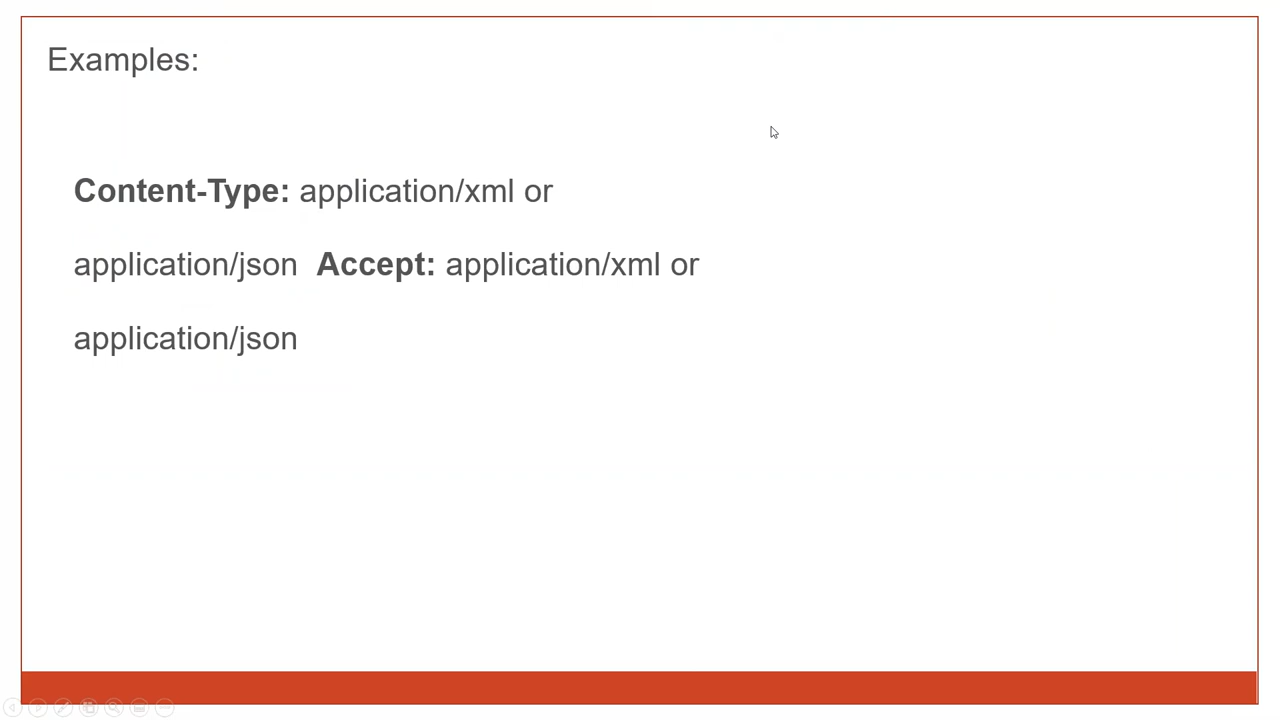 Examples:
Content-Type: application/xml or
application/json  Accept: application/xml or
application/json